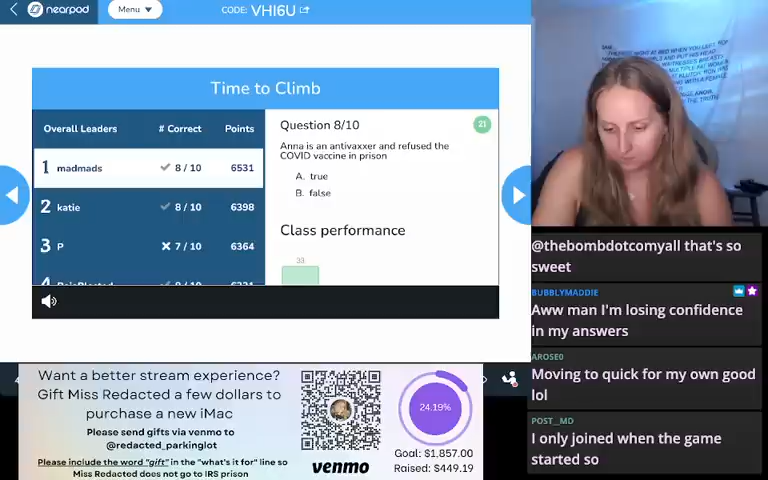 nearpod
Menu
CODE: VHI6U
Time to Climb
Overall Leaders # Correct Points
1 madmads 8 / 10 6531
2 katie 8 / 10 6398
3 P 7 / 10 6364
Question 8/10
21
Anna is an antivaxxer and refused the
COVID vaccine in prison
A. true
B. false
Class performance
33
Want a better stream experience?
Gift Miss Redacted a few dollars to
purchase a new iMac
Please send gifts via venmo to
@redacted_parkinglot
Please include the word "gift" in the "what's it for" line so
Miss Redacted does not go to IRS prison
venmo
24.19%
Goal: $1,857.00
Raised: $449.19
@thebombdotcomyall that's so
sweet
BUBBLYMADDIE
Aww man I'm losing confidence
in my answers
AROSE0
Moving to quick for my own good
lol
POST__MD
I only joined when the game
started so